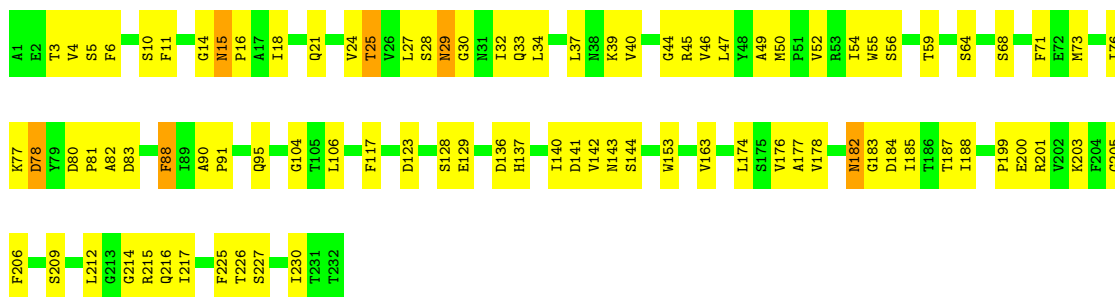 A1 E2 T3 V4 S5 F6 S10 F11 G14 N15 P16 A17 I18 Q21 V24 T25 V26 L27 S28 N29 G30 N31 I32 Q33 L34 L37 N38 K39 V40 G44 R45 V46 L47 Y48 A49 M50 P51 V52 R53 I54 W55 S56 T59 S64 S68 F71 E72 M73
K77 D78 Y79 D80 P81 A82 D83 F88 I89 A90 P91 Q95 G104 T105 L106 F117 D123 S128 E129 D136 H137 I140 D141 V142 N143 S144 W153 V163 L174 S175 V176 A177 V178 N182 G183 D184 I185 T186 T187 I188 P199 E200 R201 V202 K203 F204
F206 S209 L212 G213 G214 R215 Q216 I217 F225 T226 S227 I230 T231 T232